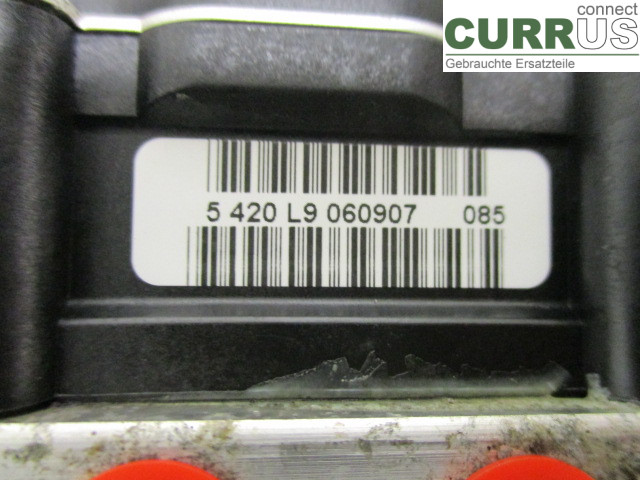 connect
CURRUS
Gebrauchte Ersatzteile
5 420 L9 060907 085